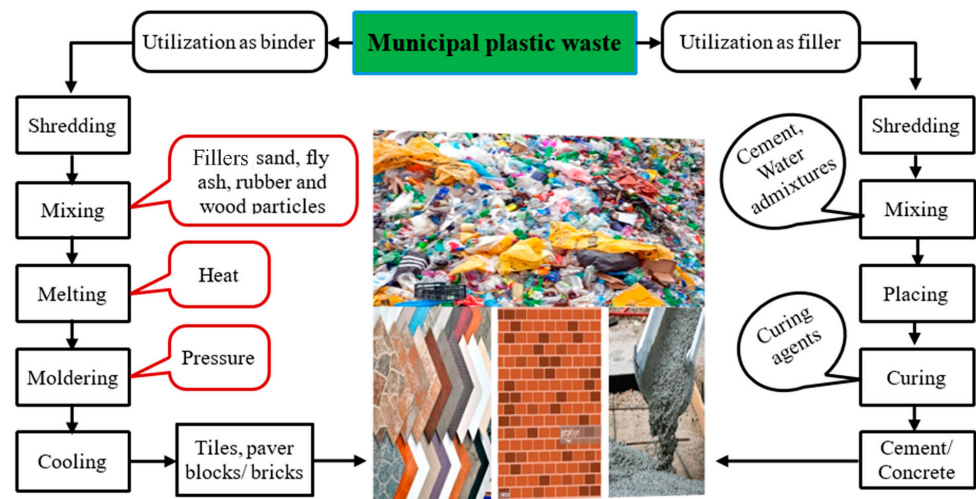 Utilization as binder
Municipal plastic waste
Utilization as filler
Shredding
Mixing
Fillers sand, fly
ash, rubber and
wood particles
Melting
Heat
Moldering
Pressure
Cooling
Tiles, paver
blocks/ bricks
Shredding
Cement,
Water
admixtures
Mixing
Placing
Curing
agents
Curing
Cement/
Concrete